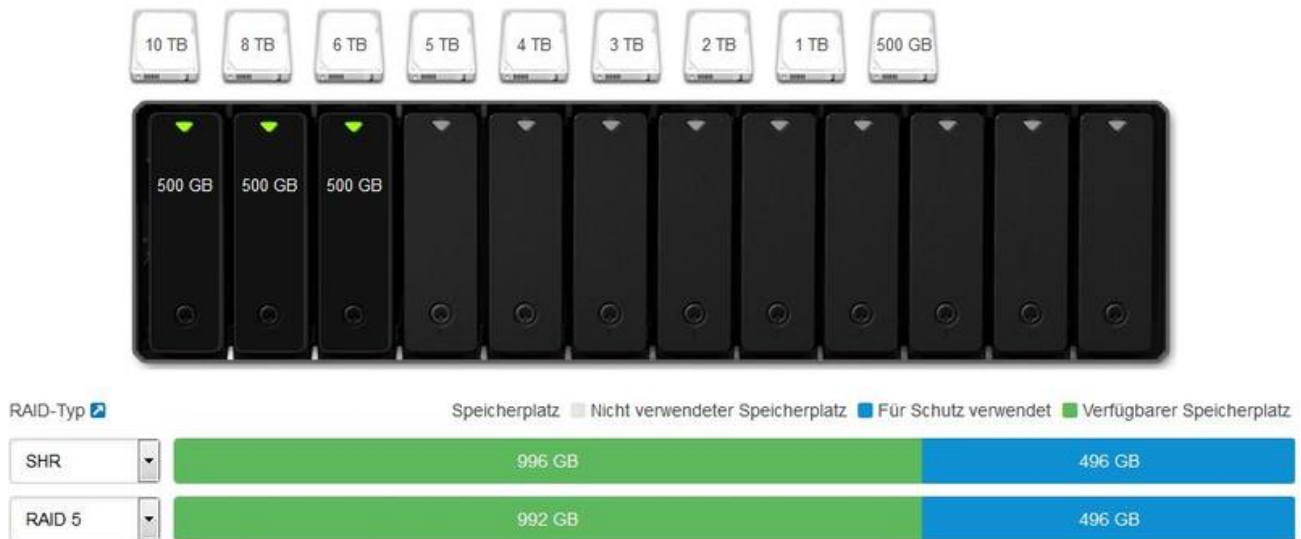 10 TB 8 TB 6 TB 5 TB 4 TB 3 TB 2 TB 1 TB 500 GB
500 GB 500 GB 500 GB
RAID-Typ Speicherplatz Nicht verwendeter Speicherplatz Für Schutz verwendet Verfügbarer Speicherplatz
SHR 996 GB 496 GB
RAID 5 992 GB 496 GB